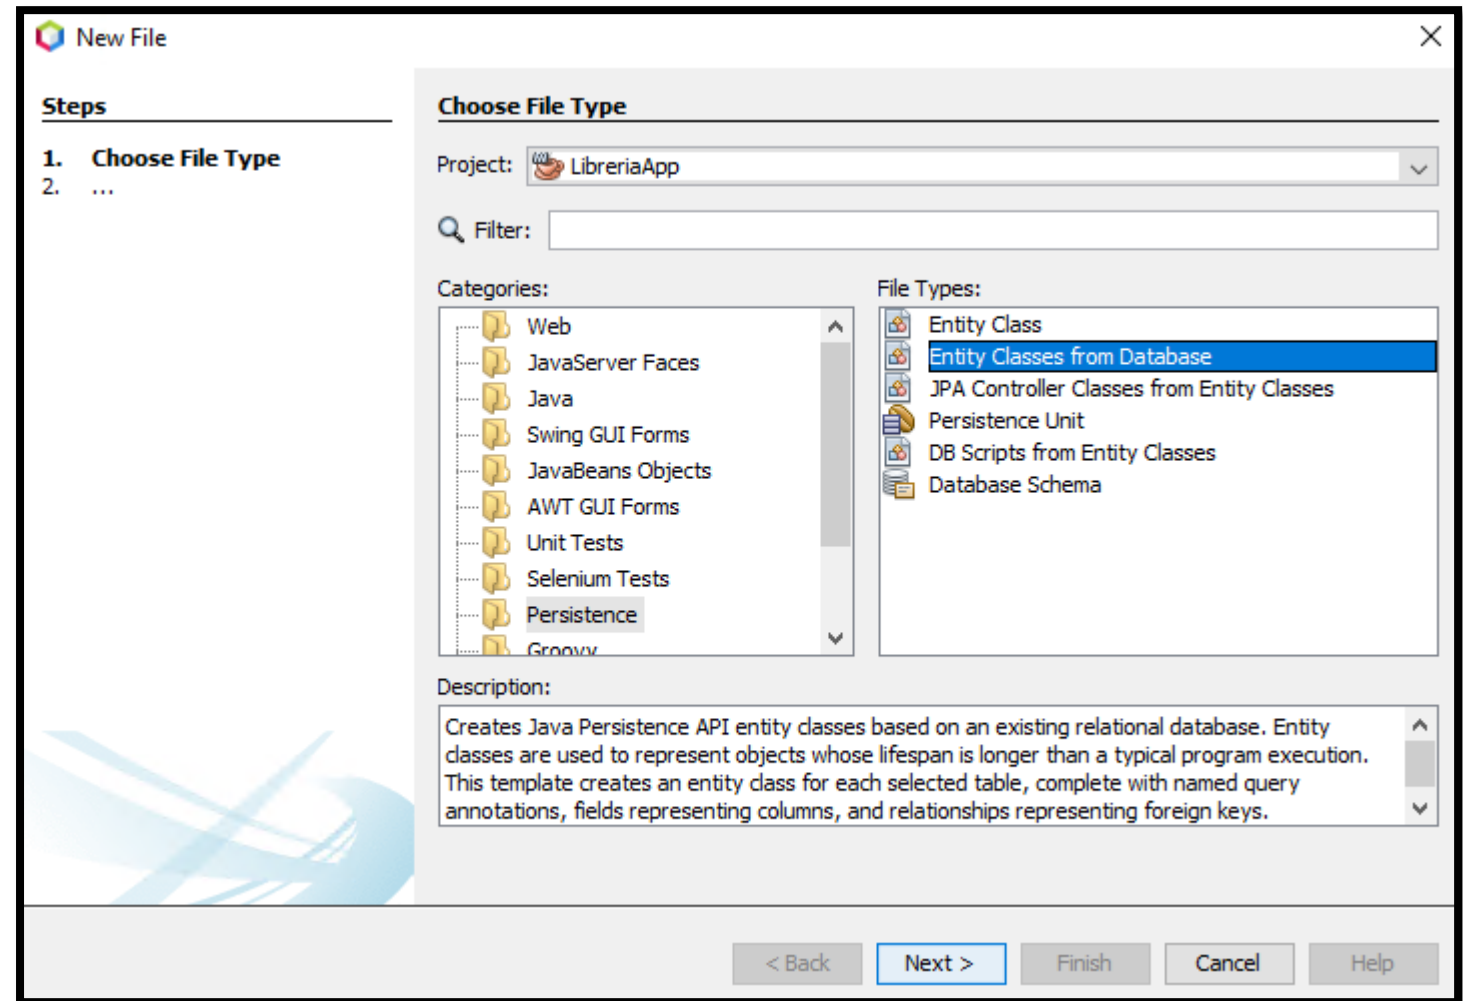 New File
Steps
1. Choose File Type
2. ...
Choose File Type
Project: LibreriaApp
Filter:
Categories:
Web
JavaServer Faces
Java
Swing GUI Forms
JavaBeans Objects
AWT GUI Forms
Unit Tests
Selenium Tests
Persistence
Groovy
File Types:
Entity Class
Entity Classes from Database
JPA Controller Classes from Entity Classes
Persistence Unit
DB Scripts from Entity Classes
Database Schema
Description:
Creates Java Persistence API entity classes based on an existing relational database. Entity
classes are used to represent objects whose lifespan is longer than a typical program execution.
This template creates an entity class for each selected table, complete with named query
annotations, fields representing columns, and relationships representing foreign keys.
< Back Next > Finish Cancel Help